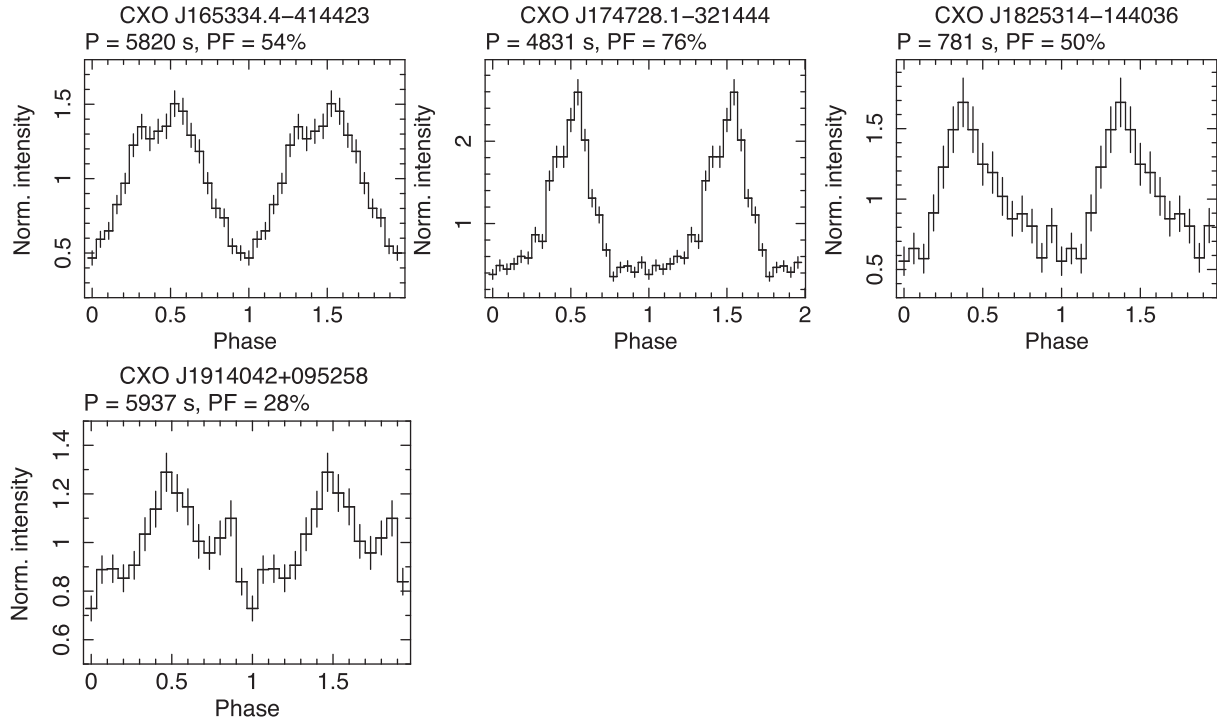 CXO J165334.4−414423
P = 5820 s, PF = 54%
Norm. intensity
1.5
1
0.5
0 0.5 1 1.5
Phase
CXO J174728.1−321444
P = 4831 s, PF = 76%
Norm. intensity
2
1
0 0.5 1 1.5 2
Phase
CXO J1825314−144036
P = 781 s, PF = 50%
Norm. intensity
1.5
1
0.5
0 0.5 1 1.5
Phase
CXO J1914042+095258
P = 5937 s, PF = 28%
Norm. intensity
1.4
1.2
1
0.8
0.6
0 0.5 1 1.5
Phase